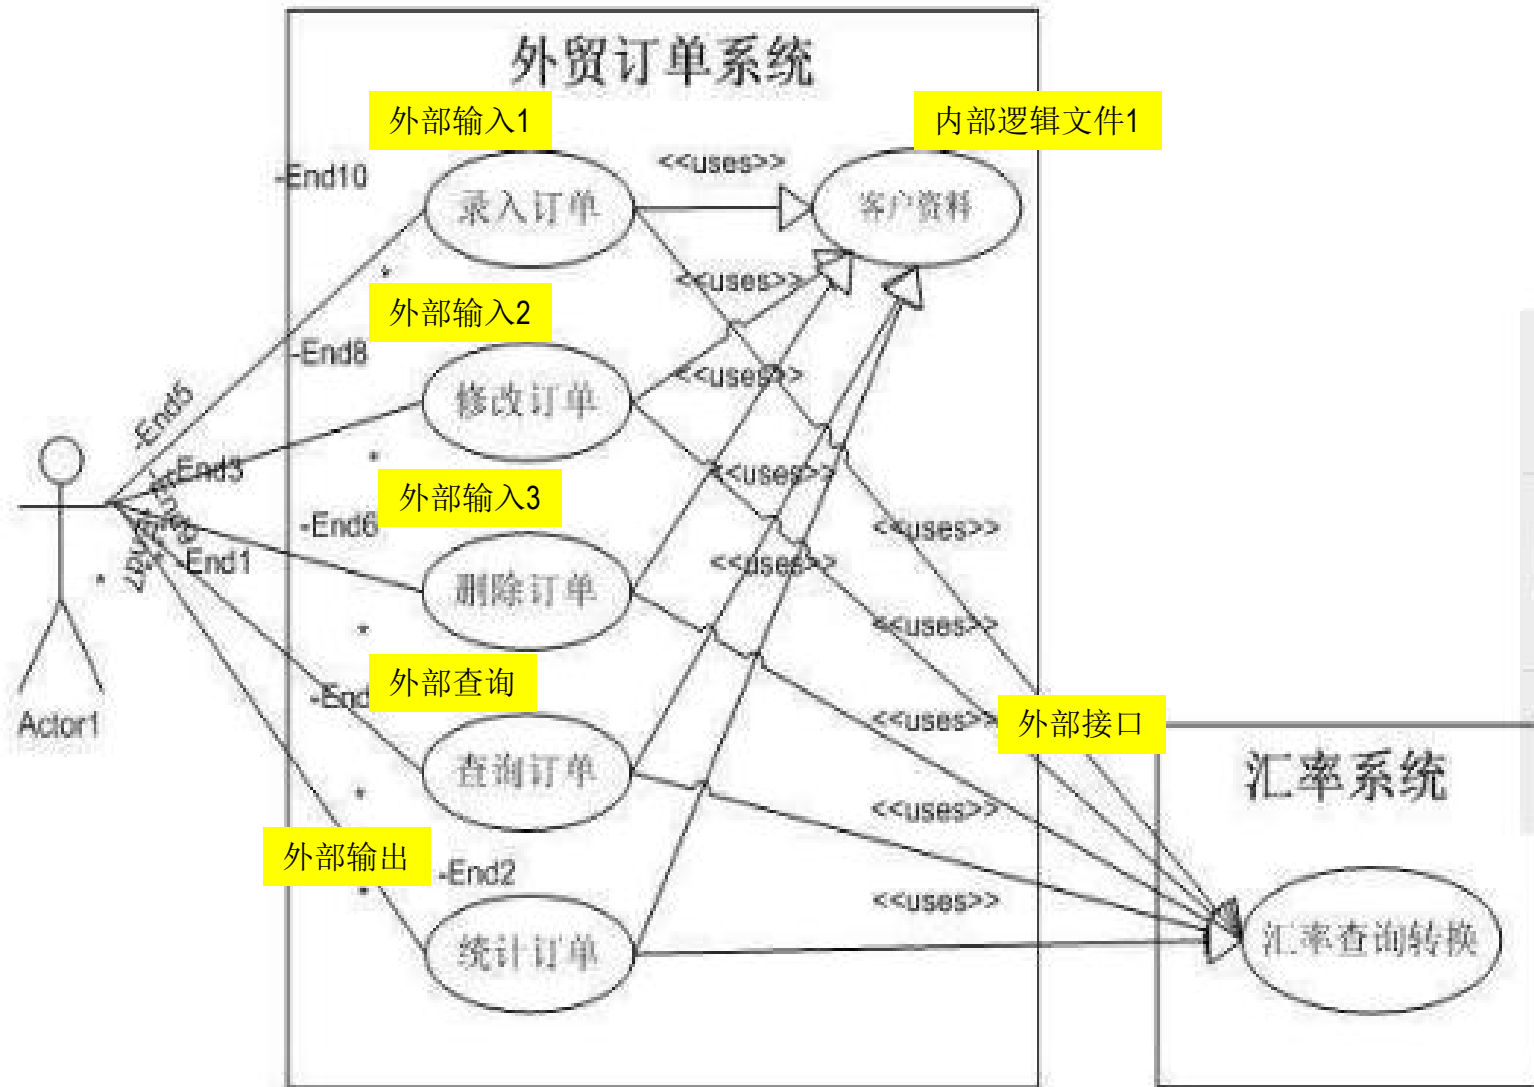 外贸订单系统
外部输入1
内部逻辑文件1
<<uses>>
-End10
录入订单
客户资料
*
<<uses>>
外部输入2
-End8
<<uses>>
修改订单
-End5
*
-End3
<<uses>>
外部输入3
-End6
<<uses>>
<<uses>>
-End1
-End7
*
删除订单
*
<<uses>>
外部查询
-End
Actor1
<<uses>>
外部接口
查询订单
汇率系统
*
<<uses>>
外部输出
-End2
*
<<uses>>
统计订单
汇率查询转换